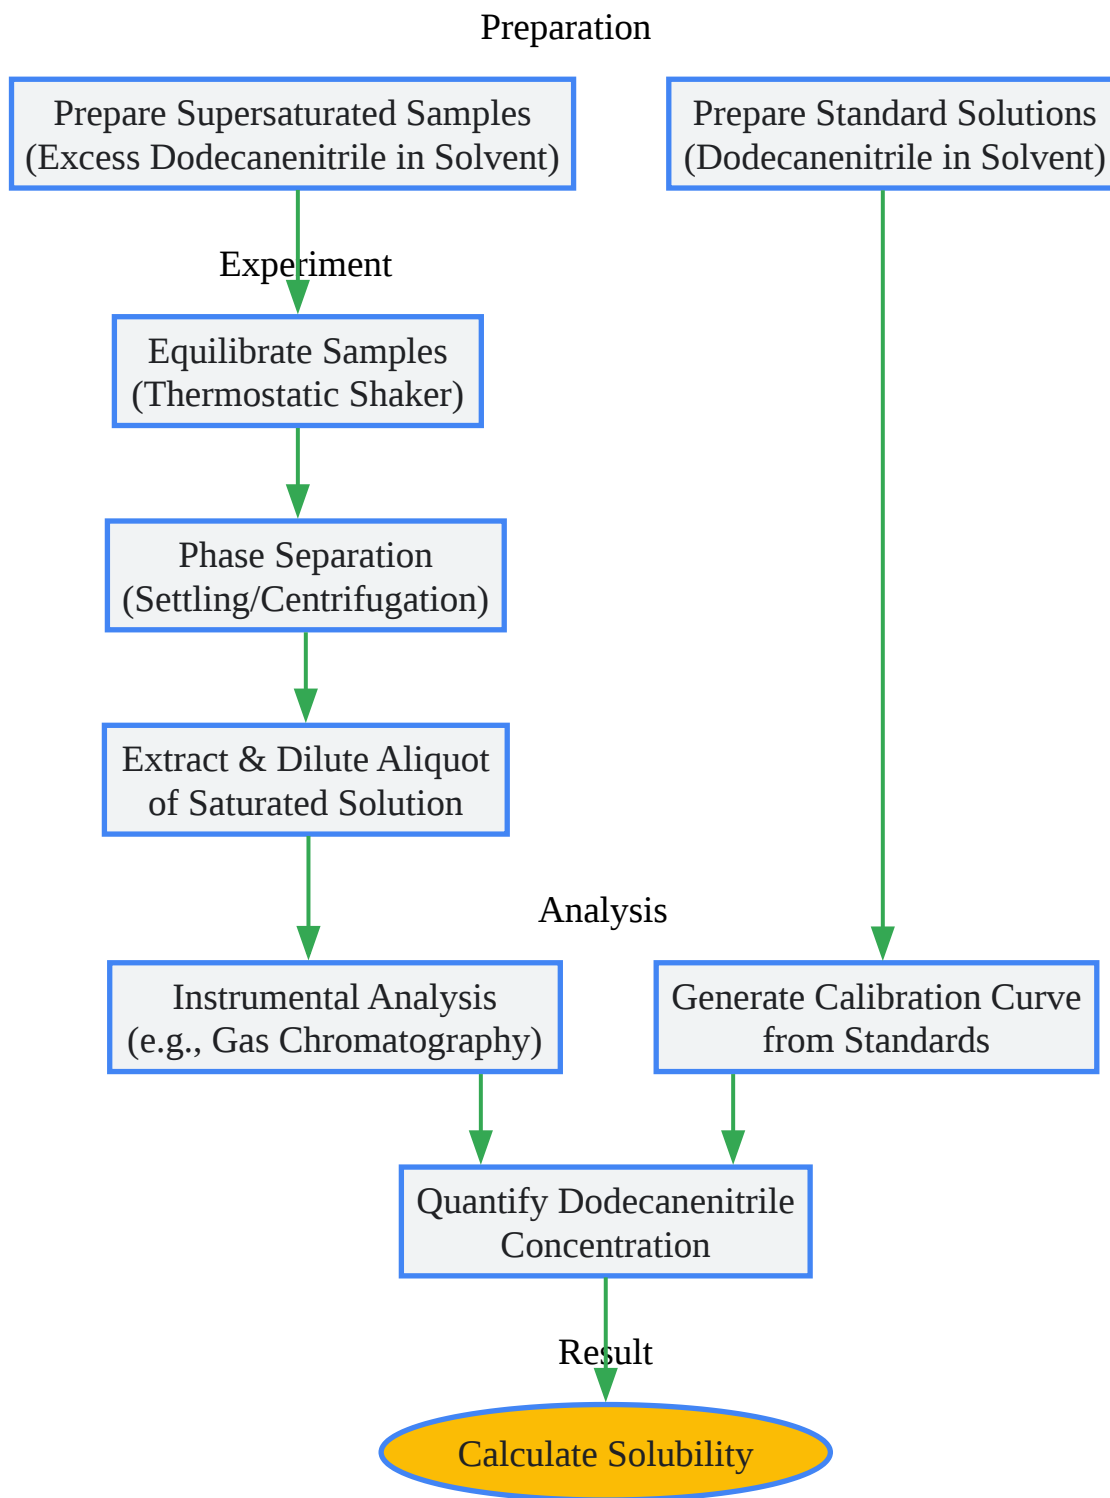 Preparation
Prepare Supersaturated Samples
(Excess Dodecanenitrile in Solvent)
Prepare Standard Solutions
(Dodecanenitrile in Solvent)
Experiment
Equilibrate Samples
(Thermostatic Shaker)
Phase Separation
(Settling/Centrifugation)
Extract & Dilute Aliquot
of Saturated Solution
Analysis
Instrumental Analysis
(e.g., Gas Chromatography)
Generate Calibration Curve
from Standards
Quantify Dodecanenitrile
Concentration
Result
Calculate Solubility